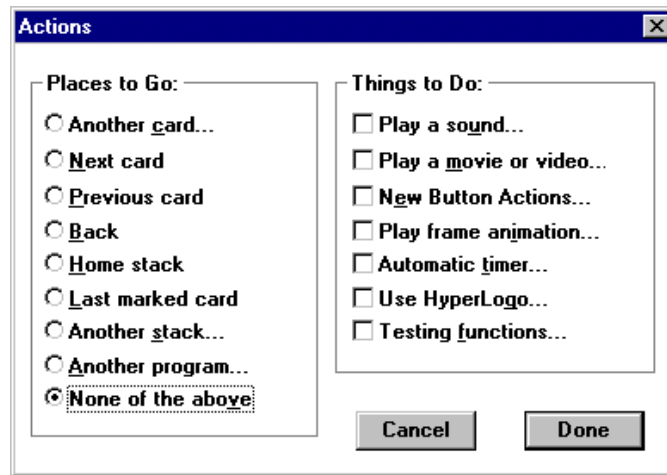 Actions
Places to Go:
Another card...
Next card
Previous card
Back
Home stack
Last marked card
Another stack...
Another program...
None of the above
Things to Do:
Play a sound...
Play a movie or video...
New Button Actions...
Play frame animation...
Automatic timer...
Use HyperLogo...
Testing functions...
Cancel
Done